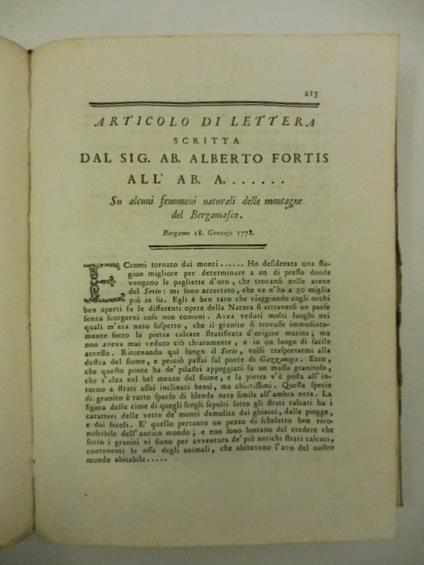 215
ARTICOLO DI LETTERA
SCRITTA
DAL SIG. AB. ALBERTO FORTIS
ALL' AB. A.......
Su alcuni fenomeni naturali delle montagne
del Bergamasco.
Bergamo 18. Gennajo 1778.
ECcomi tornato dai monti...... Ho desiderata una sta-
gion migliore per determinare a un di presso donde
vengano le pagliette d'oro, che trovansi nelle arene
del Serio: mi sono accertato, che ve n'ha a 30 miglia
più in su. Egli è ben raro che viaggiando cogli occhi
ben aperti fu le differenti opere della Natura si attraversi un paese
senza scorgervi cose non comuni. Avea veduti molti luoghi nei
quali m'era nato sospetto, che il granito si trovasse immediata-
mente sotto la pietra calcare stratificata d'origine marina; ma
non aveva mai veduto ciò chiaramente, e in un luogo di facile
accesso. Ritornando quì lungo il Serio, volli trasportarmi alla
destra del fiume, e perciò passai sul ponte di Gazzaniga. Ecco,
che questo ponte ha de' pilastri appoggiati su un masso granitoso,
che s'alza nel bel mezzo del fiume, e la pietra v'è posta all'in-
torno a strati assai inclinati bensì, ma chiarissimi. Questa specie
di granito è tutto sparso di blenda nera simile all'ambra nera. La
figura delle cime di quegli scogli sepolti sotto gli strati calcari ha i
caratteri delle vette de' monti demolite dai ghiacci, dalle piogge,
e dai secoli. E' quello pertanto un pezzo di scheletro ben rico-
noscibile dell'antico mondo; e non sono lontano dal credere che
sotto i graniti vi siano per avventura de' più antichi strati calcari,
contenenti le ossa degli animali, che abitavano l'avo del nostro
mondo abitabile.....